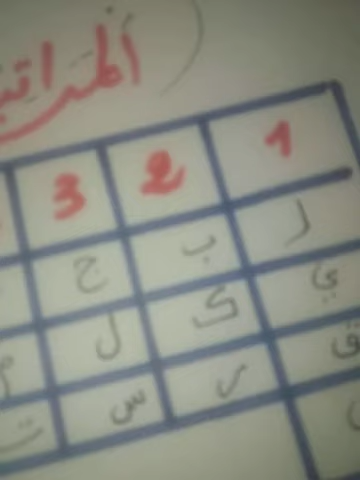 1 2 3
ا ب ج
ي ك ل م
ق ر س ت